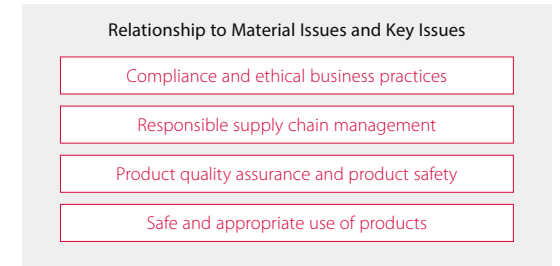 Relationship to Material Issues and Key Issues
Compliance and ethical business practices
Responsible supply chain management
Product quality assurance and product safety
Safe and appropriate use of products